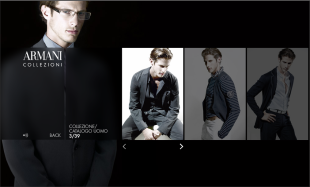 ARMANI
COLLEZIONI
COLLEZIONE/
CATALOGO UOMO
BACK
3/39